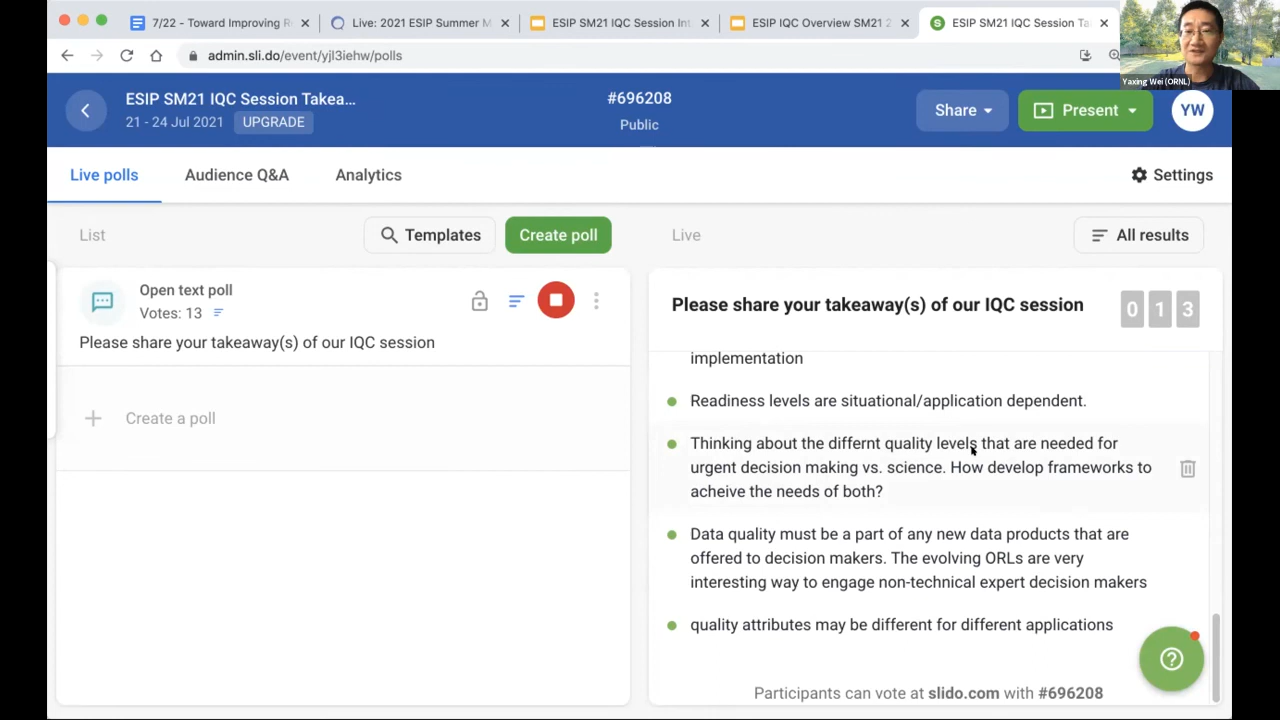 7/22 - Toward Improving R
Live: 2021 ESIP Summer M
ESIP SM21 IQC Session Int
ESIP IQC Overview SM21 2
ESIP SM21 IQC Session Ta
admin.sli.do/event/yjl3iehw/polls
Yaxing Wei (ORNL)
ESIP SM21 IQC Session Takea...
21 - 24 Jul 2021 UPGRADE
#696208
Public
Share
Present
YW
Live polls
Audience Q&A
Analytics
Settings
List
Templates
Create poll
Live
All results
Open text poll
Votes: 13
Please share your takeaway(s) of our IQC session
Create a poll
Please share your takeaway(s) of our IQC session
0 1 3
implementation
Readiness levels are situational/application dependent.
Thinking about the differnt quality levels that are needed for
urgent decision making vs. science. How develop frameworks to
acheive the needs of both?
Data quality must be a part of any new data products that are
offered to decision makers. The evolving ORLs are very
interesting way to engage non-technical expert decision makers
quality attributes may be different for different applications
Participants can vote at slido.com with #696208